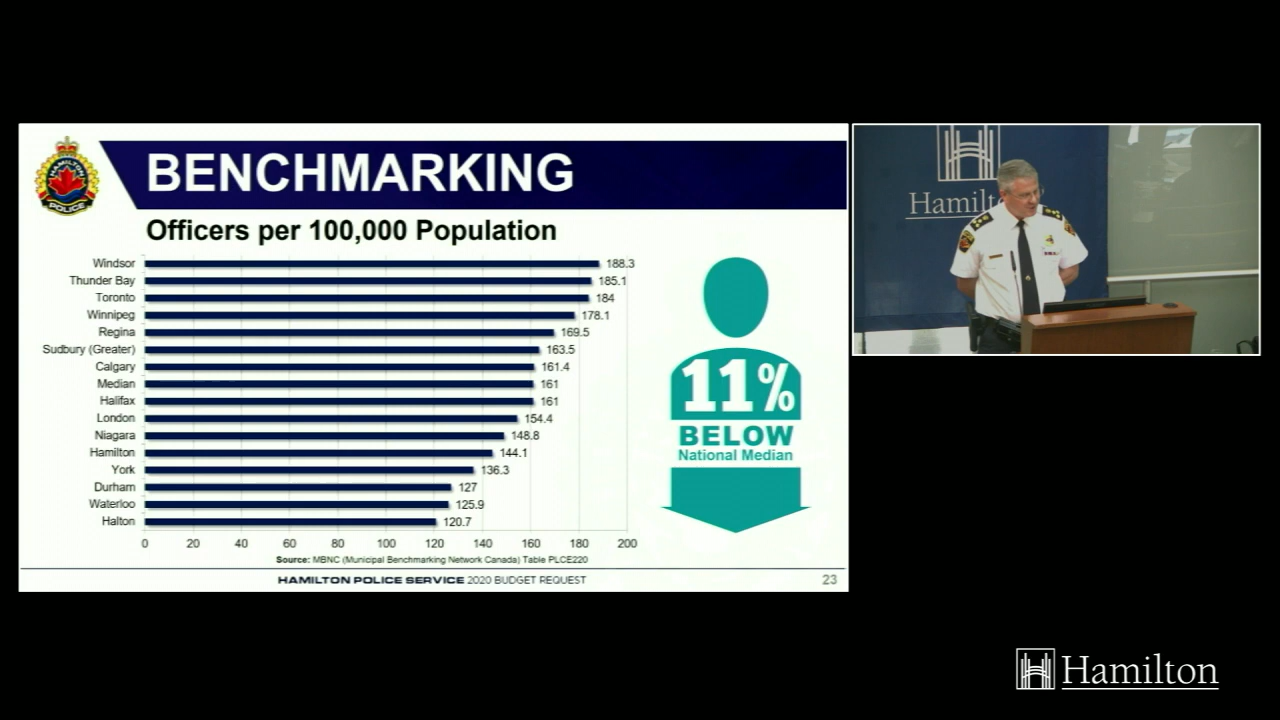 HAMILTON
POLICE
BENCHMARKING
Officers per 100,000 Population
Windsor 188.3
Thunder Bay 185.1
Toronto 184
Winnipeg 178.1
Regina 169.5
Sudbury (Greater) 163.5
Calgary 161.4
Median 161
Halifax 161
London 154.4
Niagara 148.8
Hamilton 144.1
York 136.3
Durham 127
Waterloo 125.9
Halton 120.7
0 20 40 60 80 100 120 140 160 180 200
11%
BELOW
National Median
Source: MBNC (Municipal Benchmarking Network Canada) Table PLCE220
HAMILTON POLICE SERVICE 2020 BUDGET REQUEST
23
Hamilt
Hamilton